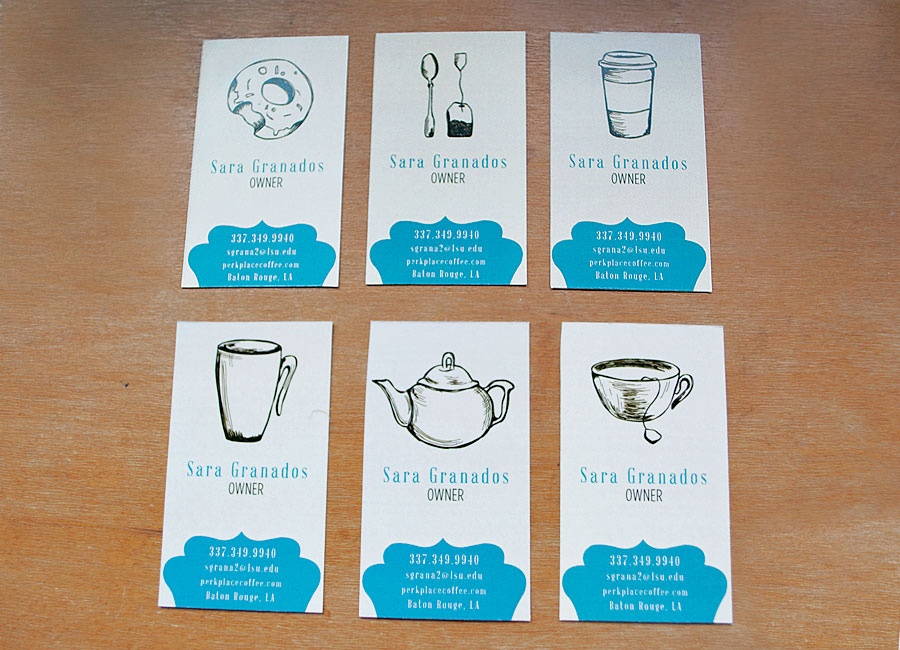 Sara Granados
OWNER
337.349.9940
sgrana2@lsu.edu
perkplacecoffee.com
Baton Rouge, LA
Sara Granados
OWNER
337.349.9940
sgrana2@lsu.edu
perkplacecoffee.com
Baton Rouge, LA
Sara Granados
OWNER
337.349.9940
sgrana2@lsu.edu
perkplacecoffee.com
Baton Rouge, LA
Sara Granados
OWNER
337.349.9940
sgrana2@lsu.edu
perkplacecoffee.com
Baton Rouge, LA
Sara Granados
OWNER
337.349.9940
sgrana2@lsu.edu
perkplacecoffee.com
Baton Rouge, LA
Sara Granados
OWNER
337.349.9940
sgrana2@lsu.edu
perkplacecoffee.com
Baton Rouge, LA